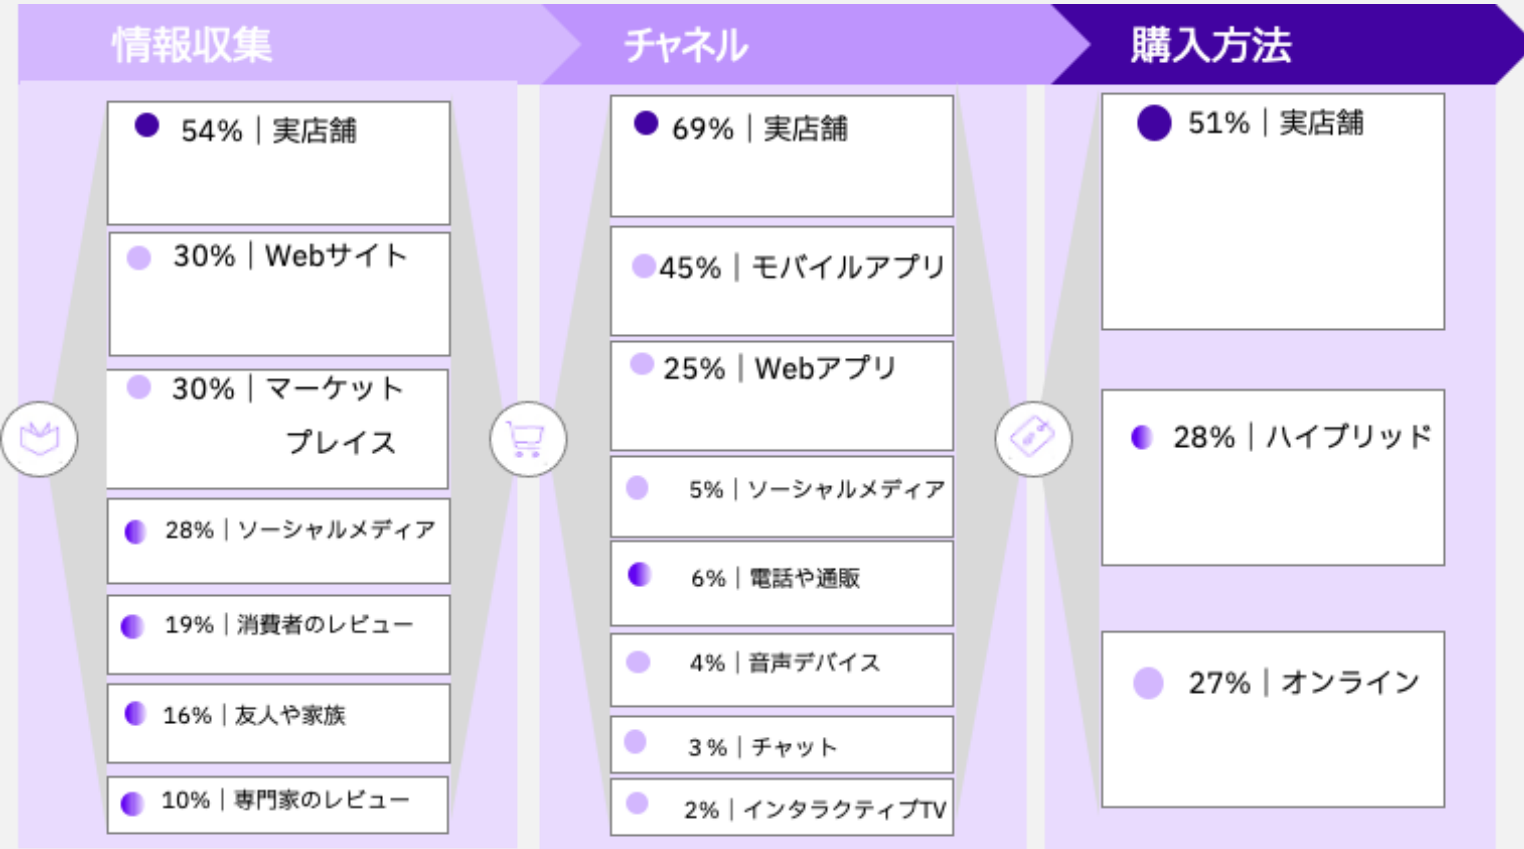 情報収集
54%｜実店舗
30%｜Webサイト
30%｜マーケット
プレイス
28%｜ソーシャルメディア
19%｜消費者のレビュー
16%｜友人や家族
10%｜専門家のレビュー
チャネル
69%｜実店舗
45%｜モバイルアプリ
25%｜Webアプリ
5%｜ソーシャルメディア
6%｜電話や通販
4%｜音声デバイス
3%｜チャット
2%｜インタラクティブTV
購入方法
51%｜実店舗
28%｜ハイブリッド
27%｜オンライン